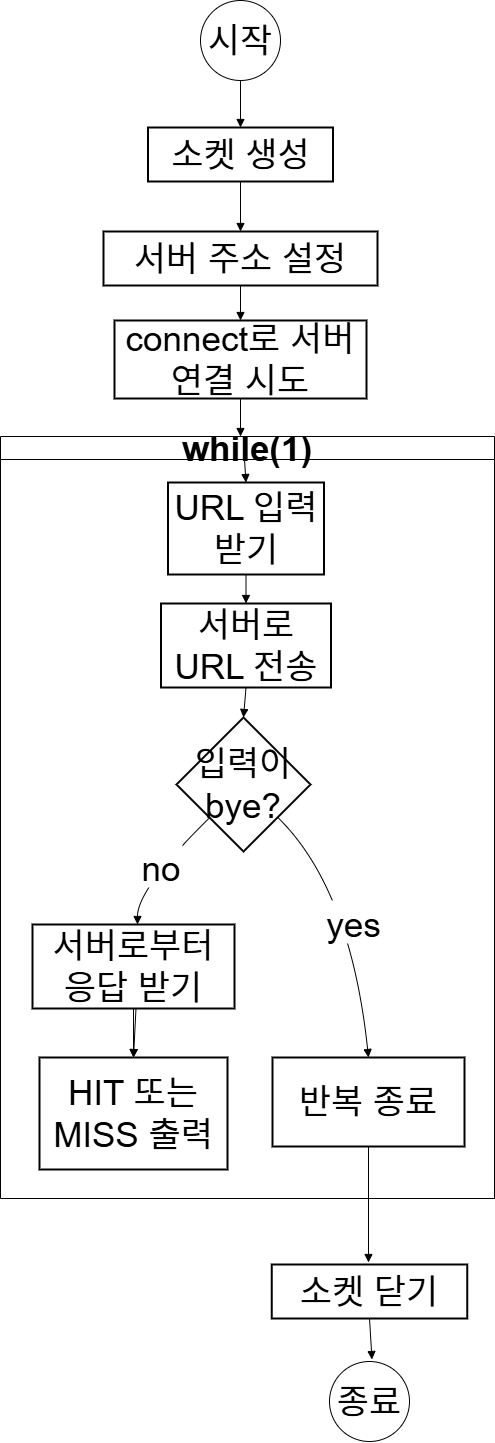 시작
소켓 생성
서버 주소 설정
connect로 서버
연결 시도
while(1)
URL 입력
받기
서버로
URL 전송
입력이
bye?
no
yes
서버로부터
응답 받기
HIT 또는
MISS 출력
반복 종료
소켓 닫기
종료